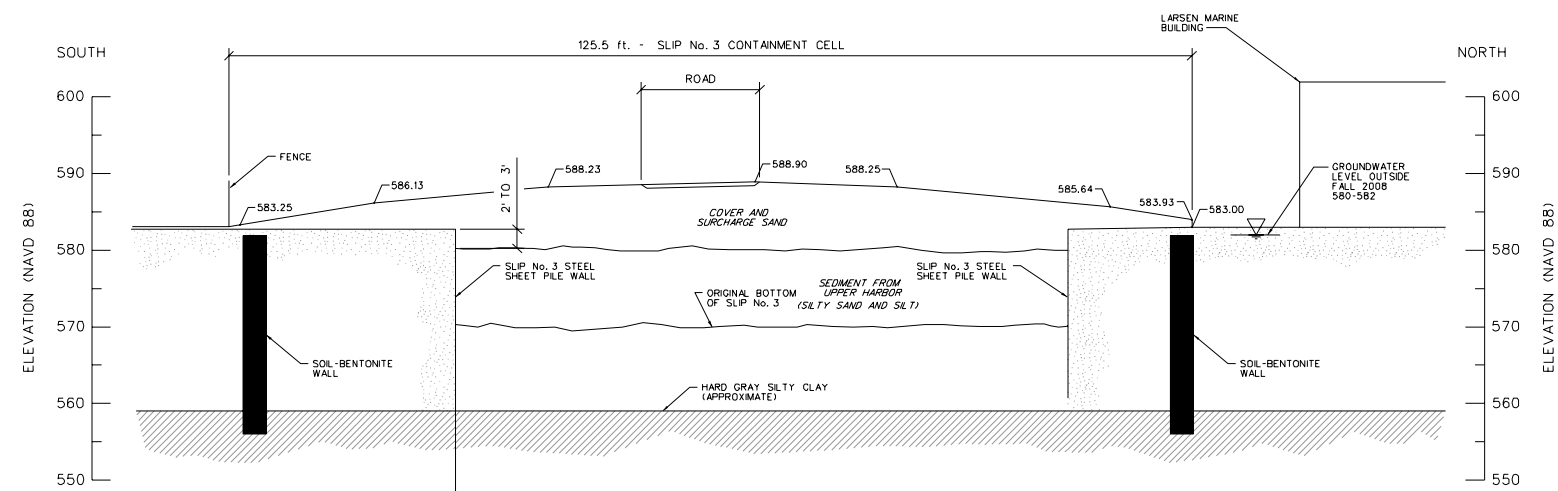 LARSEN MARINE
BUILDING
SOUTH
125.5 ft. - SLIP No. 3 CONTAINMENT CELL
NORTH
ROAD
600
600
FENCE
588.23
588.90
588.25
GROUNDWATER
LEVEL OUTSIDE
FALL 2008
580-582
590
590
586.13
585.64
2' TO 3'
583.25
583.93
583.00
COVER AND
SURCHARGE SAND
ELEVATION (NAVD 88)
ELEVATION (NAVD 88)
580
580
SLIP No. 3 STEEL
SHEET PILE WALL
SLIP No. 3 STEEL
SHEET PILE WALL
SEDIMENT FROM
UPPER HARBOR
(SILTY SAND AND SILT)
ORIGINAL BOTTOM
OF SLIP No. 3
570
570
SOIL-BENTONITE
WALL
SOIL-BENTONITE
WALL
HARD GRAY SILTY CLAY
(APPROXIMATE)
560
560
550
550